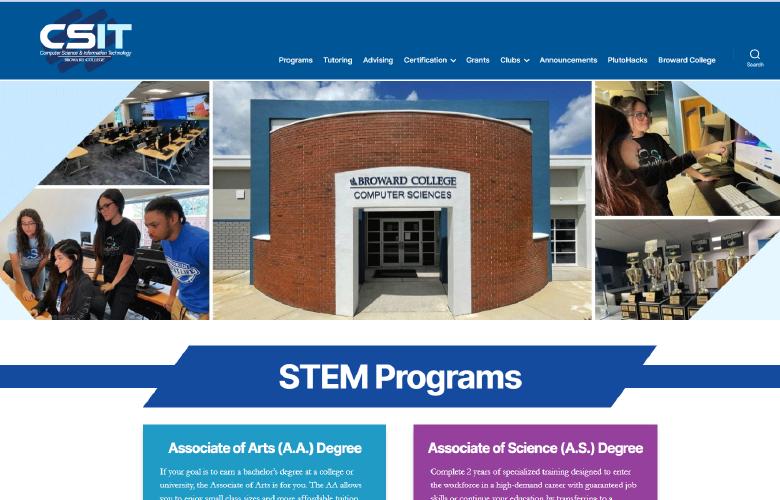 CSIT
Computer Science & Information Technology
BROWARD COLLEGE
Programs Tutoring Advising Certification Grants Clubs Announcements PlutoHacks Broward College
Search
BROWARD COLLEGE
COMPUTER SCIENCES
STEM Programs
Associate of Arts (A.A.) Degree
If your goal is to earn a bachelor's degree at a college or
university, the Associate of Arts is for you. The AA allows
you to enjoy small class sizes and more affordable tuition
Associate of Science (A.S.) Degree
Complete 2 years of specialized training designed to enter
the workforce in a high-demand career with guaranteed job
skills or continue your education by transferring to a